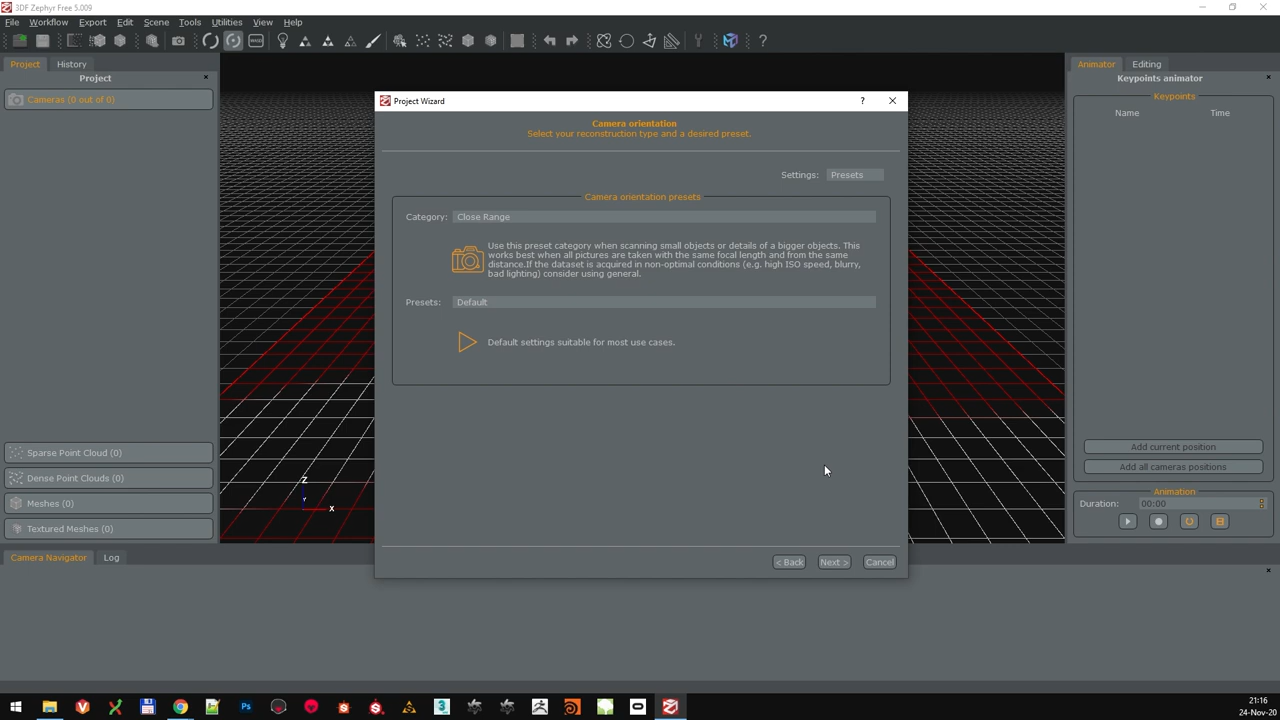 3DF Zephyr Free 5.009
File Workflow Export Edit Scene Tools Utilities View Help
Project History
Project
Cameras (0 out of 0)
Sparse Point Cloud (0)
Dense Point Clouds (0)
Meshes (0)
Textured Meshes (0)
Z
Y
X
Project Wizard
?
Camera orientation
Select your reconstruction type and a desired preset.
Settings: Presets
Camera orientation presets
Category: Close Range
Use this preset category when scanning small objects or details of a bigger objects. This
works best when all pictures are taken with the same focal length and from the same
distance.If the dataset is acquired in non-optimal conditions (e.g. high ISO speed, blurry,
bad lighting) consider using general.
Presets: Default
Default settings suitable for most use cases.
< Back Next > Cancel
Animator Editing
Keypoints animator
Keypoints
Name Time
Add current position
Add all cameras positions
Animation
Duration: 00:00
Camera Navigator Log
21:16
24-Nov-20